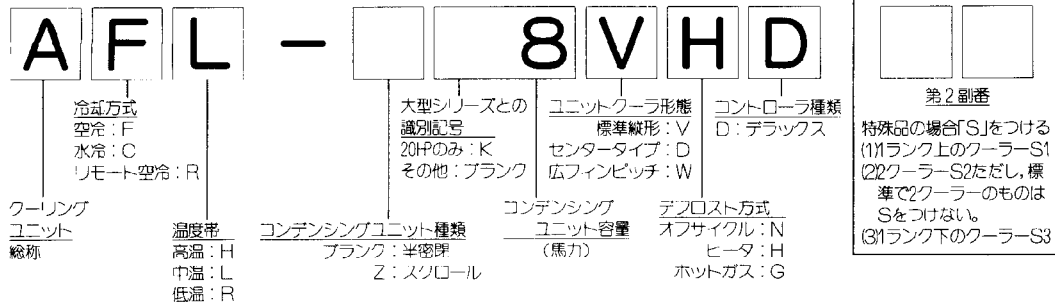 AFL-8VHD
冷却方式
空冷:F
水冷:C
リモート空冷:R
大型シリーズとの
識別記号
20HPのみ:K
その他:ブランク
ユニットクーラ形態
標準縦形:V
センタータイプ:D
広フィンピッチ:W
コントローラ種類
D:デラックス
クーリング
ユニット
総称
温度帯
高温:H
中温:L
低温:R
コンデンシングユニット種類
ブランク:半密閉
Z:スクロール
コンデンシング
ユニット容量
(馬力)
デフロスト方式
オフサイクル:N
ヒータ:H
ホットガス:G
第2副番
特殊品の場合「S」をつける
(1)1ランク上のクーラーS1
(2)2クーラーS2ただし,標
準で2クーラーのものは
Sをつけない。
(3)1ランク下のクーラーS3